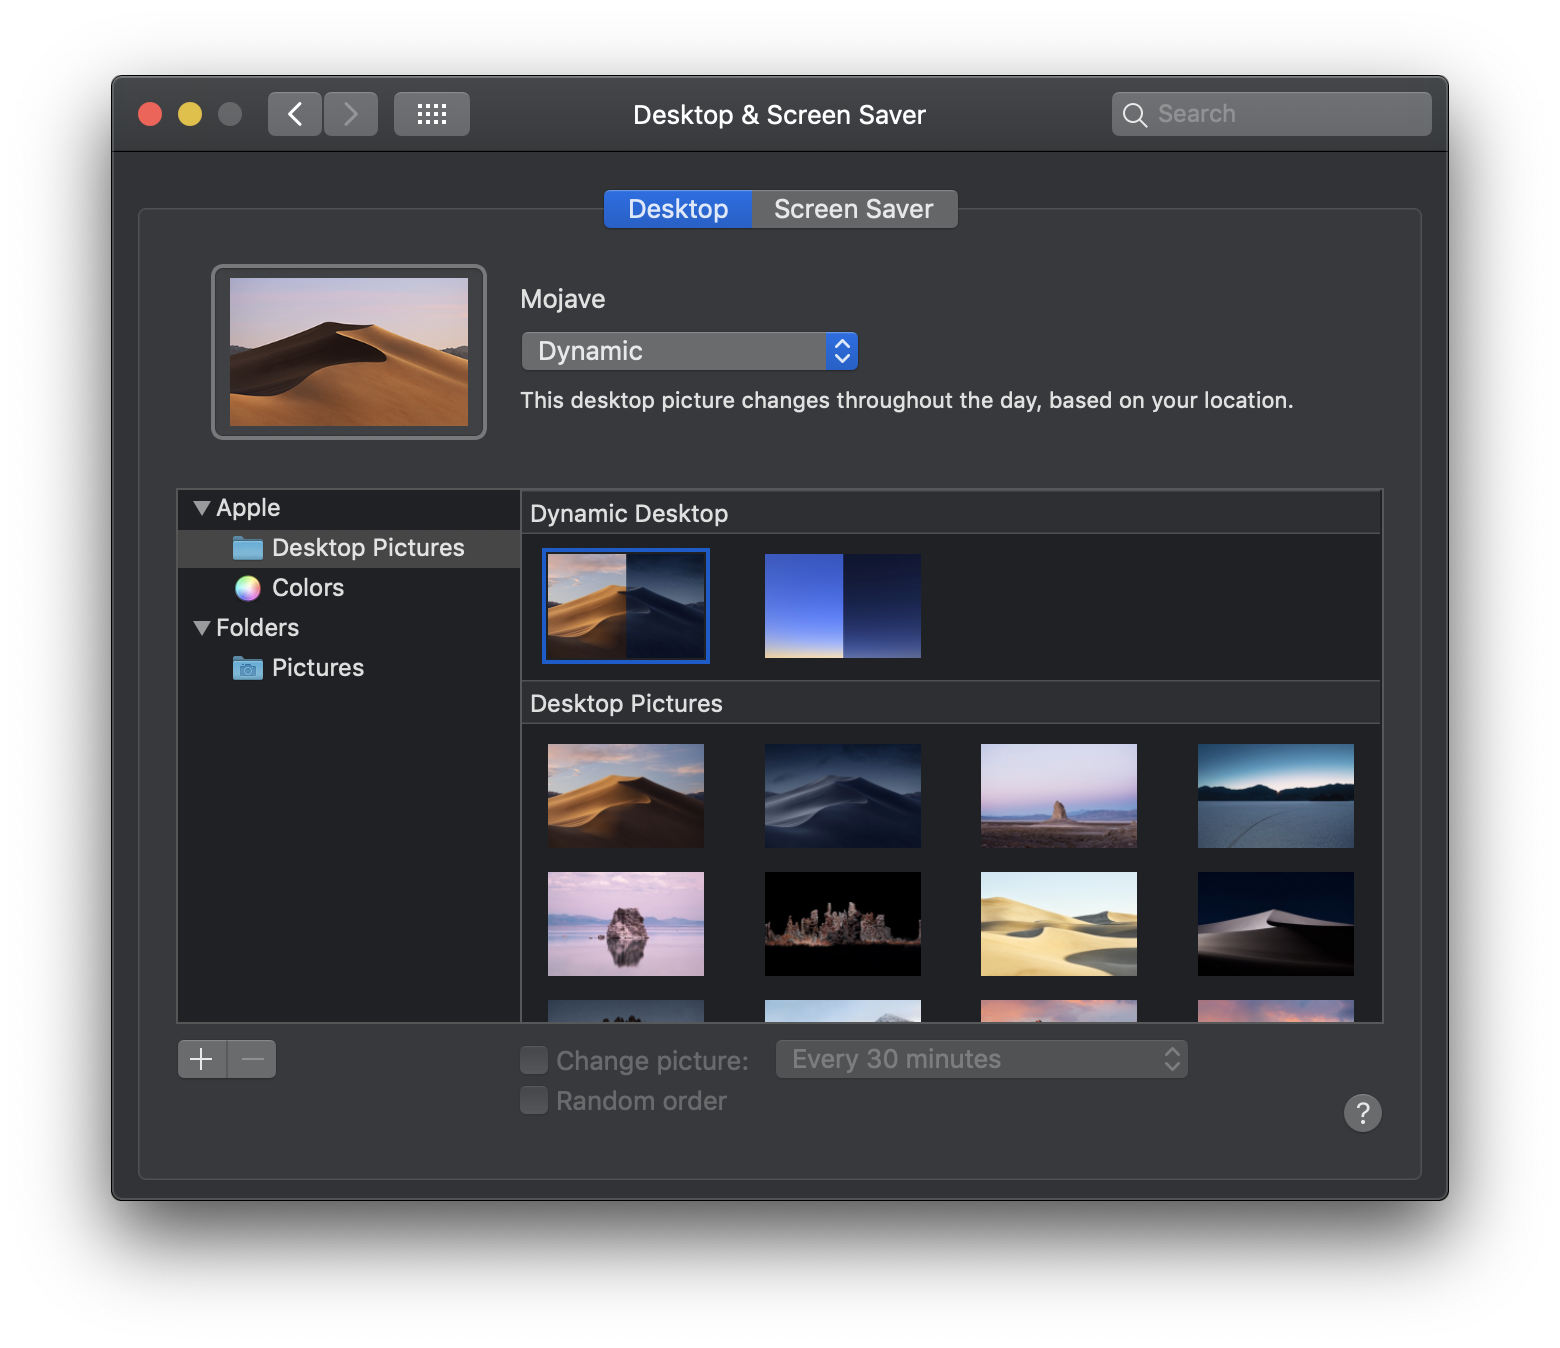 Desktop & Screen Saver
Search
Desktop
Screen Saver
Mojave
Dynamic
This desktop picture changes throughout the day, based on your location.
Apple
Desktop Pictures
Colors
Folders
Pictures
Dynamic Desktop
Desktop Pictures
Change picture:
Every 30 minutes
Random order
?